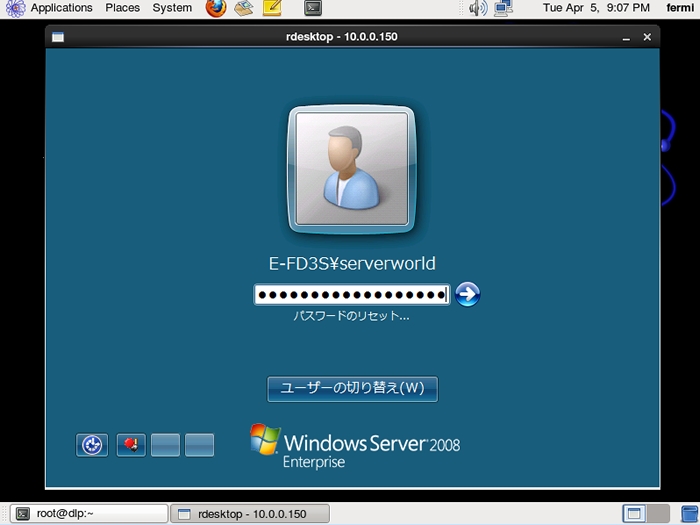 Applications Places System
Tue Apr 5, 9:07 PM fermi
rdesktop - 10.0.0.150
E-FD3S¥serverworld
●●●●●●●●●●●●●●●●●●
パスワードのリセット...
ユーザーの切り替え(W)
Windows Server 2008
Enterprise
root@dlp:~
rdesktop - 10.0.0.150